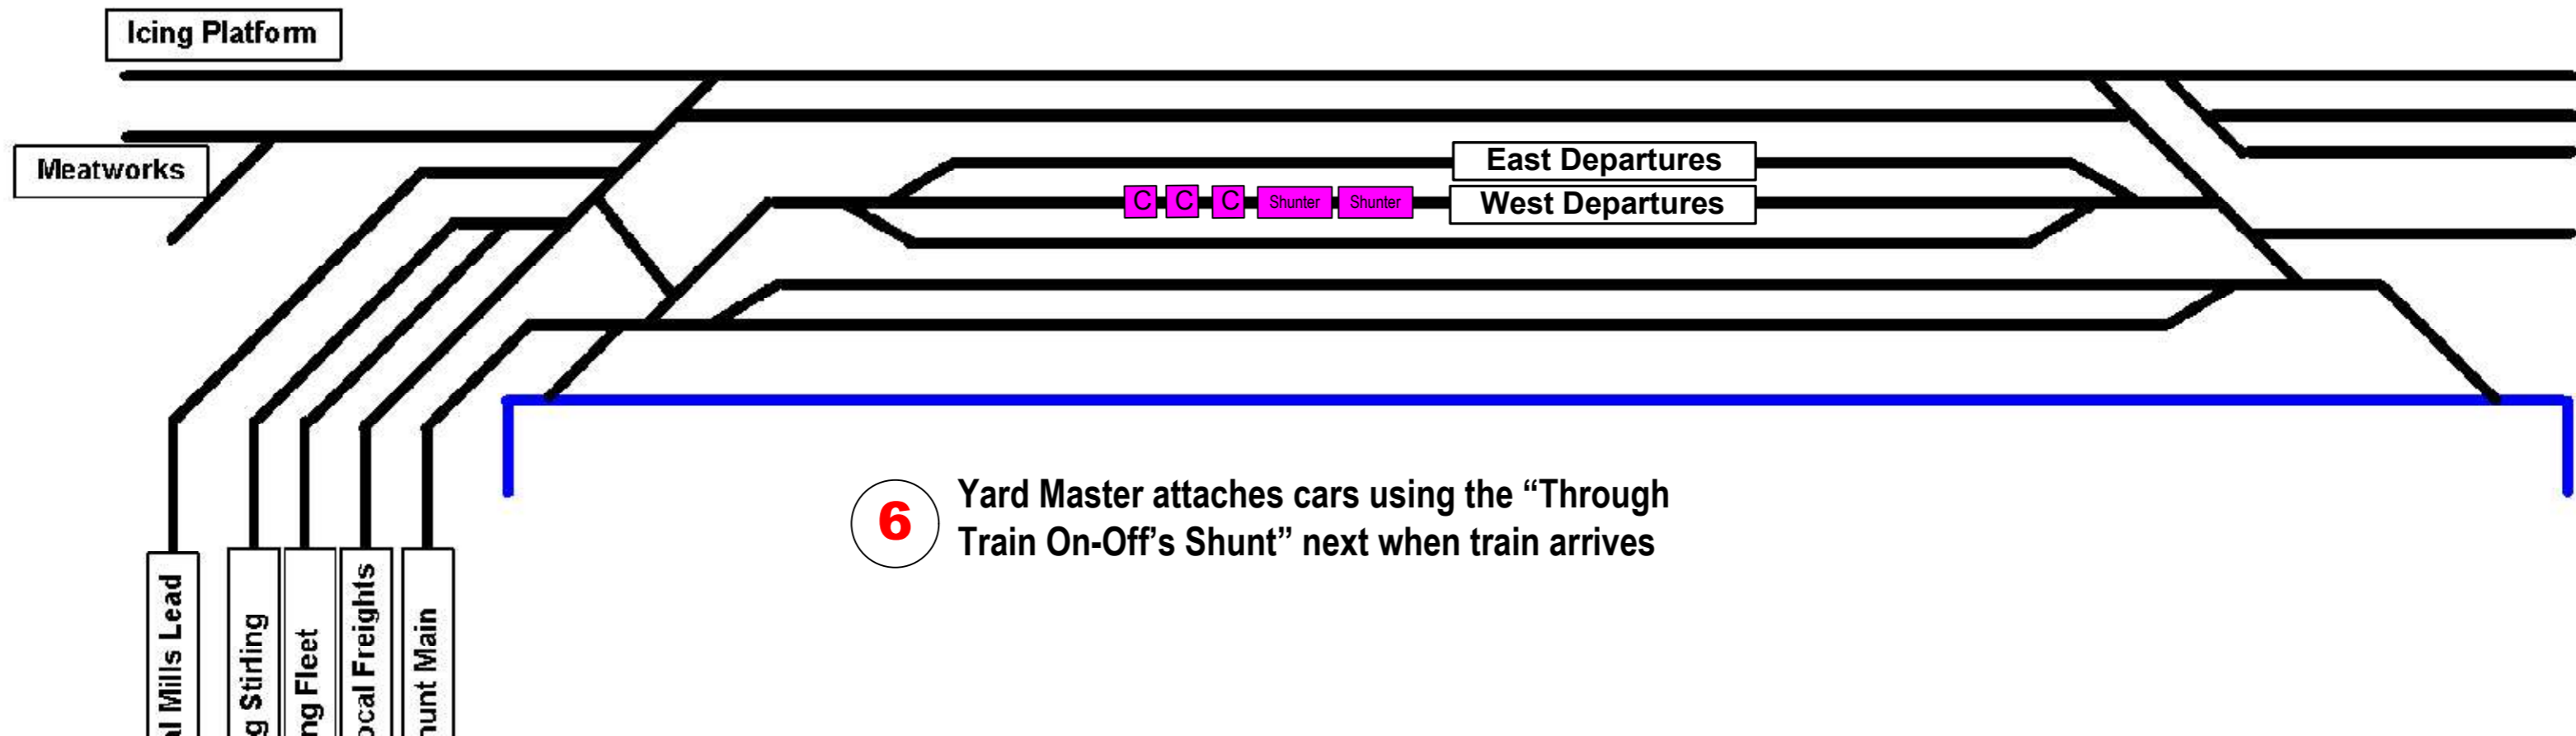 Icing Platform
Meatworks
East Departures
C C C Shunter Shunter
West Departures
6
Yard Master attaches cars using the “Through
Train On-Off’s Shunt” next when train arrives
Mills Lead
Stirling
Fleet
Freights
Main